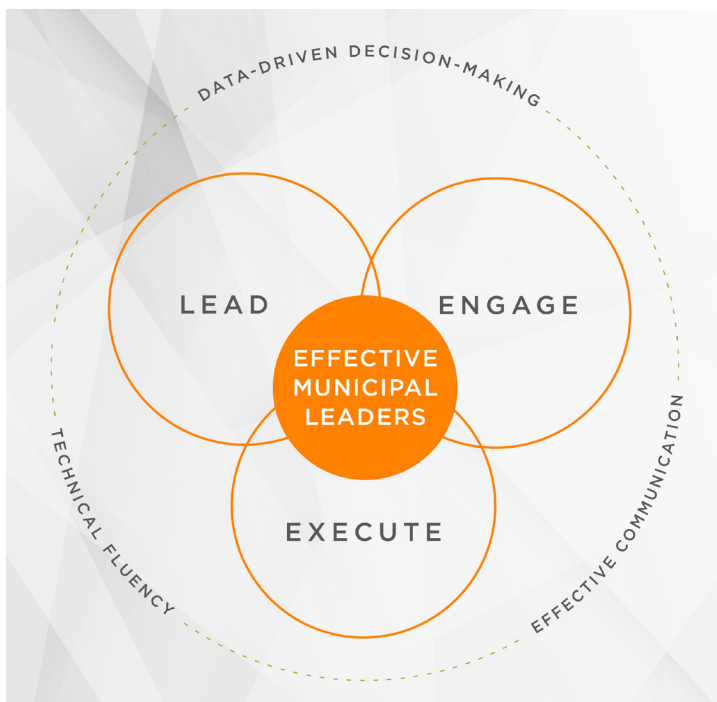 DATA-DRIVEN DECISION-MAKING
LEAD
ENGAGE
EFFECTIVE
MUNICIPAL
LEADERS
EXECUTE
TECHNICAL FLUENCY
EFFECTIVE COMMUNICATION